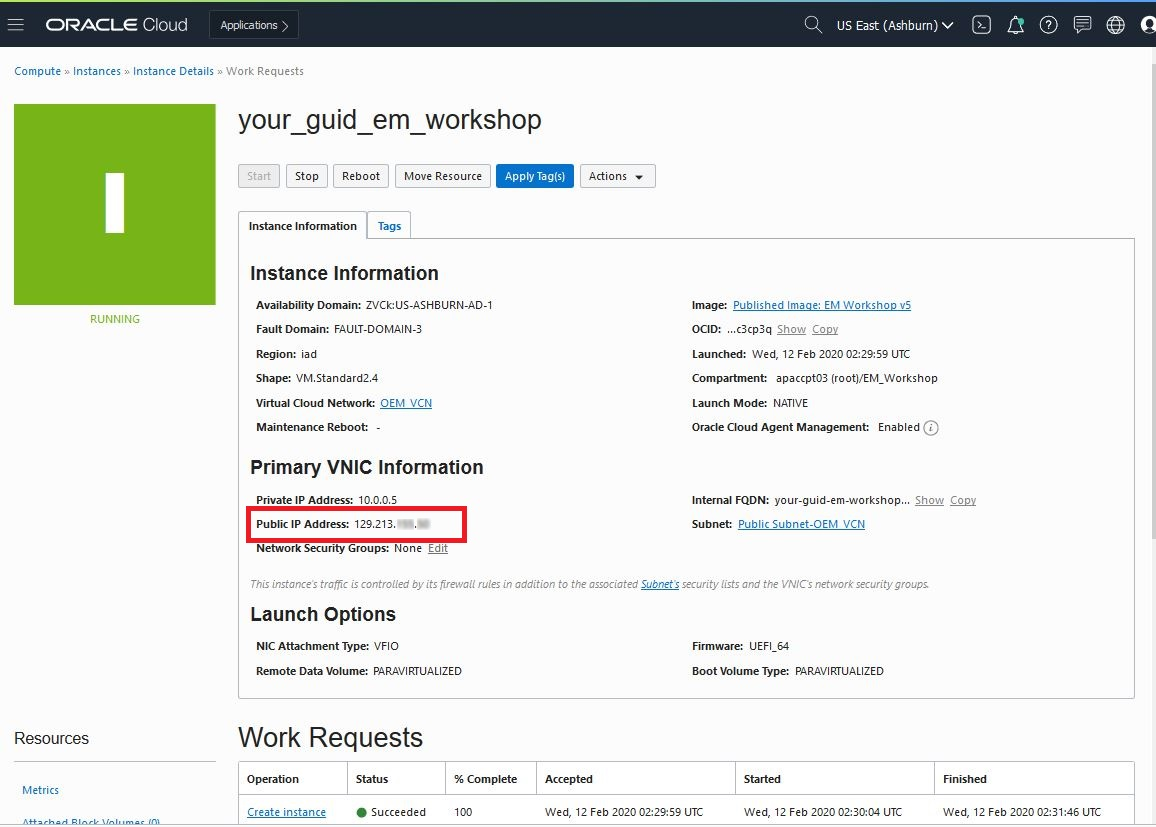 ORACLE Cloud Applications US East (Ashburn)
Compute » Instances » Instance Details » Work Requests
I
RUNNING
your_guid_em_workshop
Start Stop Reboot Move Resource Apply Tag(s) Actions
Instance Information Tags
Instance Information
Availability Domain: ZVCk:US-ASHBURN-AD-1
Fault Domain: FAULT-DOMAIN-3
Region: iad
Shape: VM.Standard2.4
Virtual Cloud Network: OEM_VCN
Maintenance Reboot: -
Image: Published Image: EM Workshop v5
OCID: ...c3cp3q Show Copy
Launched: Wed, 12 Feb 2020 02:29:59 UTC
Compartment: apaccpt03 (root)/EM_Workshop
Launch Mode: NATIVE
Oracle Cloud Agent Management: Enabled
Primary VNIC Information
Private IP Address: 10.0.0.5
Public IP Address: 129.213.
Network Security Groups: None Edit
Internal FQDN: your-guid-em-workshop... Show Copy
Subnet: Public Subnet-OEM_VCN
This instance's traffic is controlled by its firewall rules in addition to the associated Subnet's security lists and the VNIC's network security groups.
Launch Options
NIC Attachment Type: VFIO
Remote Data Volume: PARAVIRTUALIZED
Firmware: UEFI_64
Boot Volume Type: PARAVIRTUALIZED
Resources
Metrics
Attached Block Volumes (0)
Work Requests
Operation Status % Complete Accepted Started Finished
Create instance Succeeded 100 Wed, 12 Feb 2020 02:29:59 UTC Wed, 12 Feb 2020 02:30:04 UTC Wed, 12 Feb 2020 02:31:46 UTC